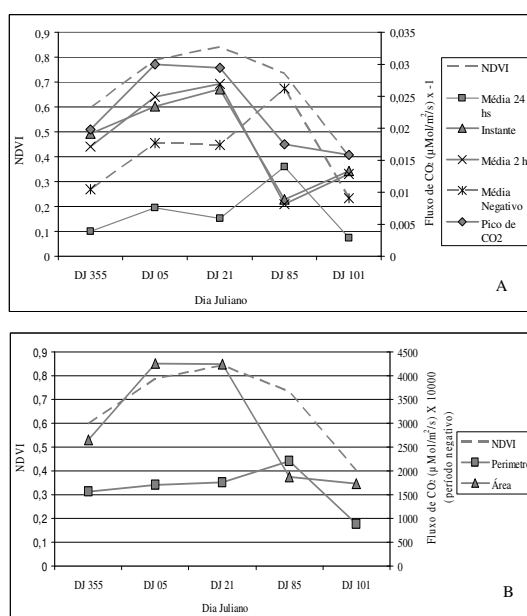 0,9
0,8
0,7
0,6
0,5
0,4
0,3
0,2
0,1
0
NDVI
DJ 355 DJ 05 DJ 21 DJ 85 DJ 101
Dia Juliano
0,035
0,03
0,025
0,02
0,015
0,01
0,005
0
Fluxo de CO₂ (µMol/m²/s) x -1
NDVI
Média 24
hs
Instante
Média 2 h
Média
Negativo
Pico de
CO2
A
0,9
0,8
0,7
0,6
0,5
0,4
0,3
0,2
0,1
0
NDVI
DJ 355 DJ 05 DJ 21 DJ 85 DJ 101
Dia Juliano
4500
4000
3500
3000
2500
2000
1500
1000
500
0
Fluxo de CO₂ (µ Mol/m²/s) X 10000
(período negativo)
NDVI
Perimetro
Área
B